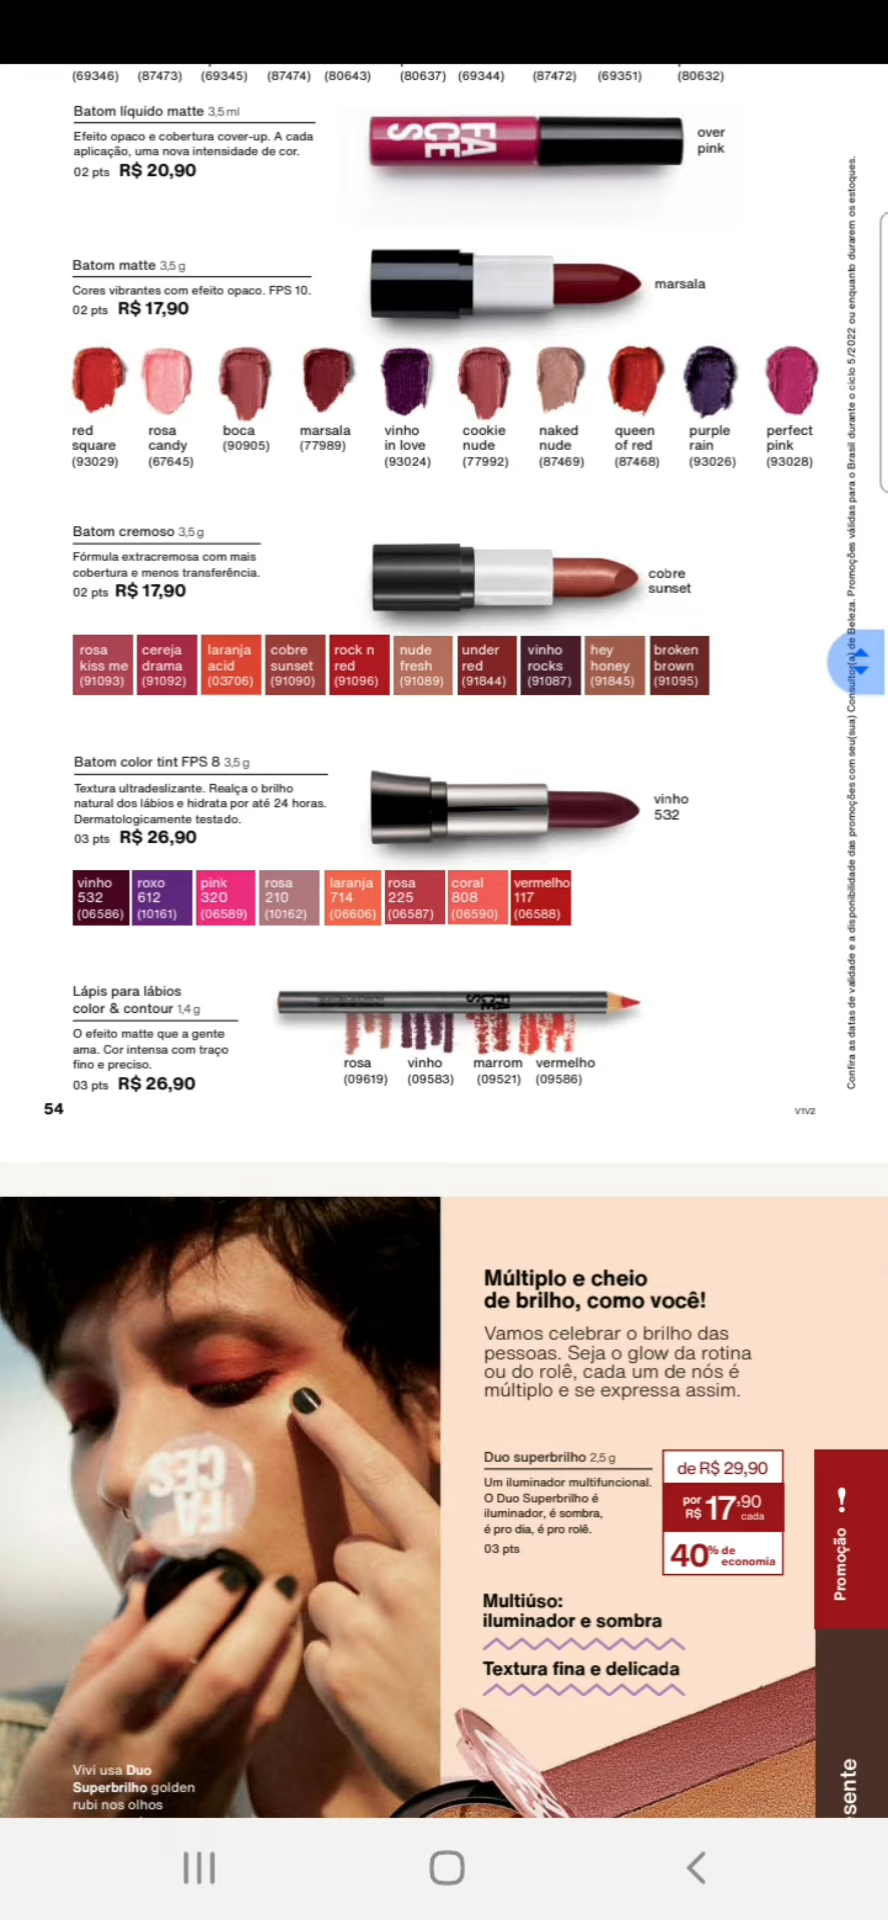 (69346) (87473) (69345) (87474) (80643) (80637) (69344) (87472) (69351) (80632)
Batom líquido matte 3,5 ml
Efeito opaco e cobertura cover-up. A cada
aplicação, uma nova intensidade de cor.
02 pts R$ 20,90
FA
CE
S
over
pink
Batom matte 3,5 g
Cores vibrantes com efeito opaco. FPS 10.
02 pts R$ 17,90
marsala
red
square
(93029)
rosa
candy
(67645)
boca
(90905)
marsala
(77989)
vinho
in love
(93024)
cookie
nude
(77992)
naked
nude
(87469)
queen
of red
(87468)
purple
rain
(93026)
perfect
pink
(93028)
Batom cremoso 3,5 g
Fórmula extracremosa com mais
cobertura e menos transferência.
02 pts R$ 17,90
cobre
sunset
rosa
kiss me
(91093)
cereja
drama
(91092)
laranja
acid
(03706)
cobre
sunset
(91090)
rock n
red
(91096)
nude
fresh
(91089)
under
red
(91844)
vinho
rocks
(91087)
hey
honey
(91845)
broken
brown
(91095)
Batom color tint FPS 8 3,5 g
Textura ultradeslizante. Realça o brilho
natural dos lábios e hidrata por até 24 horas.
Dermatologicamente testado.
03 pts R$ 26,90
vinho
532
vinho
532
(06586)
roxo
612
(10161)
pink
320
(06589)
rosa
210
(10162)
laranja
714
(06606)
rosa
225
(06587)
coral
808
(06590)
vermelho
117
(06588)
Lápis para lábios
color & contour 1,4 g
O efeito matte que a gente
ama. Cor intensa com traço
fino e preciso.
03 pts R$ 26,90
FA
CE
S
rosa
(09619)
vinho
(09583)
marrom
(09521)
vermelho
(09586)
54
V1V2
Confira as datas de validade e a disponibilidade das promoções com seu(sua) Consultor(a) de Beleza. Promoções válidas para o Brasil durante o ciclo 5/2022 ou enquanto durarem os estoques.
FA
CES
Vivi usa Duo
Superbrilho golden
rubi nos olhos
Múltiplo e cheio
de brilho, como você!
Vamos celebrar o brilho das
pessoas. Seja o glow da rotina
ou do rolê, cada um de nós é
múltiplo e se expressa assim.
Duo superbrilho 2,5 g
Um iluminador multifuncional.
O Duo Superbrilho é
iluminador, é sombra,
é pro dia, é pro rolê.
03 pts
de R$ 29,90
por R$ 17,90 cada
40% de economia
Promoção !
Multiúso:
iluminador e sombra
Textura fina e delicada
sente